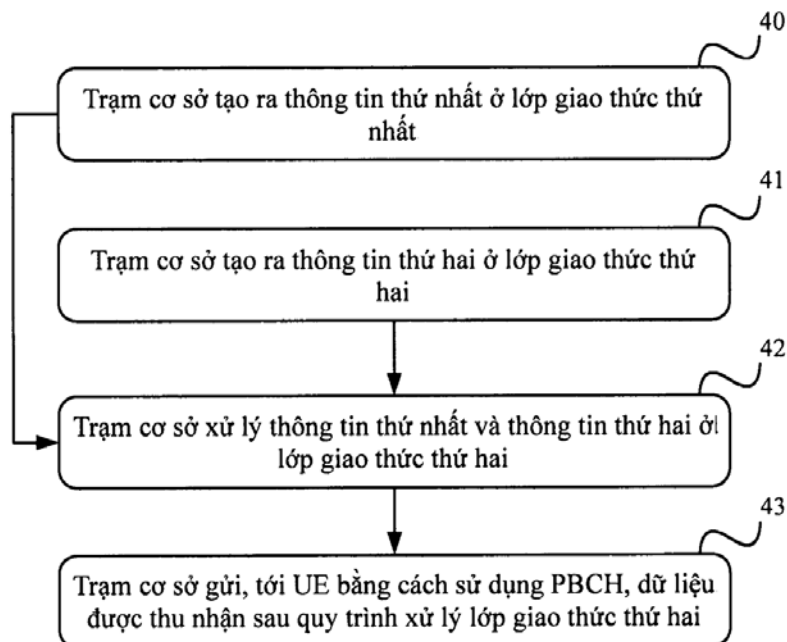 40
Trạm cơ sở tạo ra thông tin thứ nhất ở lớp giao thức thứ
nhất
41
Trạm cơ sở tạo ra thông tin thứ hai ở lớp giao thức thứ
hai
42
Trạm cơ sở xử lý thông tin thứ nhất và thông tin thứ hai ở
lớp giao thức thứ hai
43
Trạm cơ sở gửi, tới UE bằng cách sử dụng PBCH, dữ liệu
được thu nhận sau quy trình xử lý lớp giao thức thứ hai